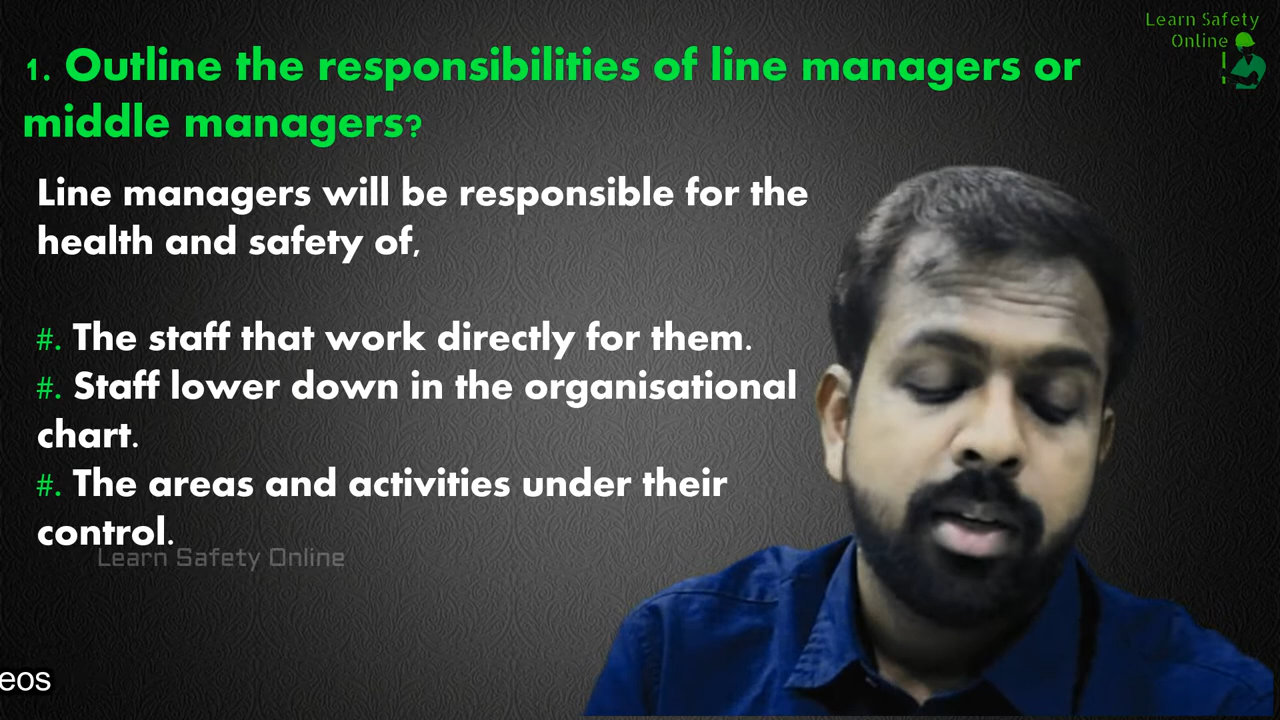 Learn Safety
Online
1. Outline the responsibilities of line managers or
middle managers?
Line managers will be responsible for the
health and safety of,
#. The staff that work directly for them.
#. Staff lower down in the organisational
chart.
#. The areas and activities under their
control.
Learn Safety Online
eos